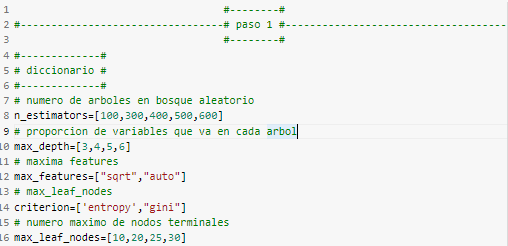 1 #--------#
2 #--------------------------------# paso 1 #--------------------------------
3 #--------#
4 #-------------#
5 # diccionario #
6 #-------------#
7 # numero de arboles en bosque aleatorio
8 n_estimators=[100,300,400,500,600]
9 # proporcion de variables que va en cada arbol
10 max_depth=[3,4,5,6]
11 # maxima features
12 max_features=["sqrt","auto"]
13 # max_leaf_nodes
14 criterion=['entropy',"gini"]
15 # numero maximo de nodos terminales
16 max_leaf_nodes=[10,20,25,30]